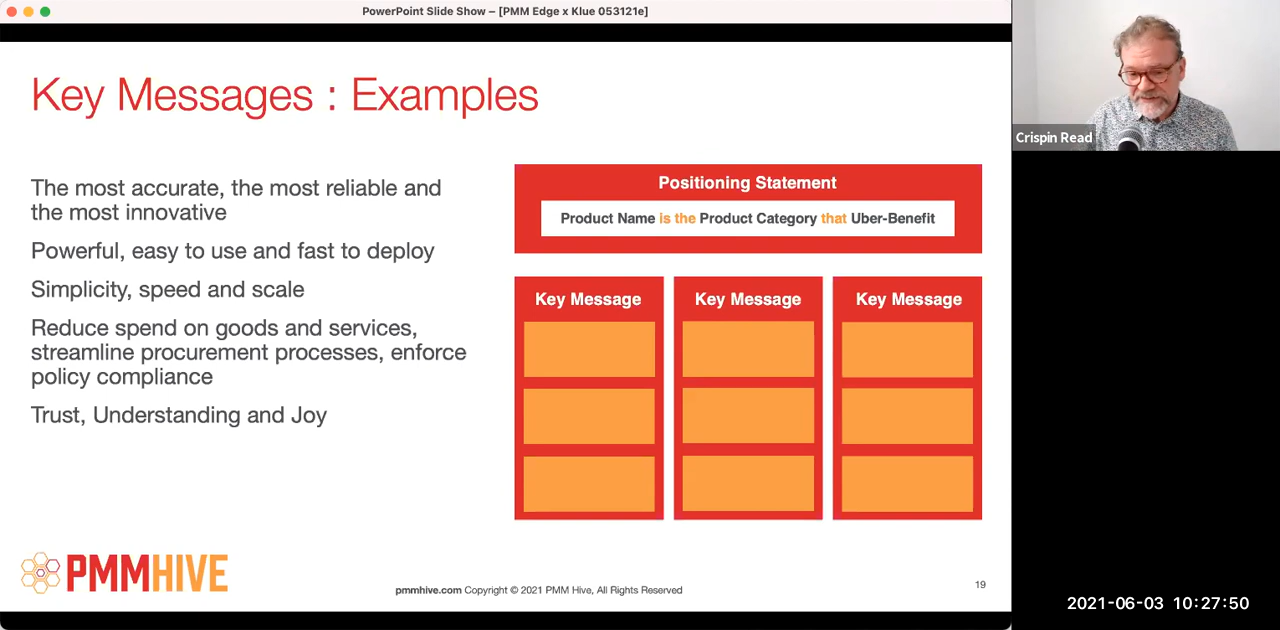 PowerPoint Slide Show – [PMM Edge x Klue 053121e]
Key Messages : Examples
The most accurate, the most reliable and
the most innovative
Powerful, easy to use and fast to deploy
Simplicity, speed and scale
Reduce spend on goods and services,
streamline procurement processes, enforce
policy compliance
Trust, Understanding and Joy
Positioning Statement
Product Name is the Product Category that Uber-Benefit
Key Message
Key Message
Key Message
PMMHIVE
pmmhive.com Copyright © 2021 PMM Hive, All Rights Reserved
19
Crispin Read
2021-06-03 10:27:50